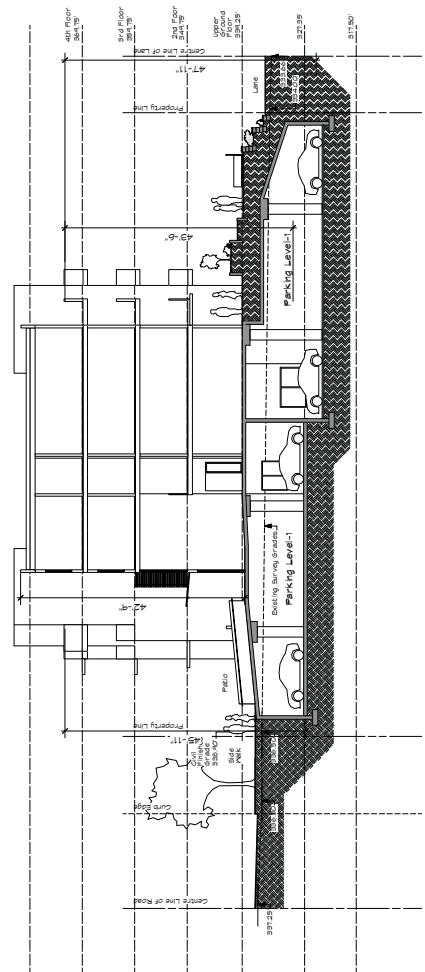 4th Floor
364.75'
3rd Floor
354.75'
2nd Floor
344.75'
Upper
Ground
Floor
334.25'
327.35'
317.50'
Centre Line of Lane
47'-11"
Lane
Property Line
43'-6"
Parking Level-1
Existing Survey Grades
Parking Level-1
42'-9"
Patio
Property Line
45'-11"
Civil
Finish
Grade
Side
Walk
Curb Edge
Centre Line of Road
337.25